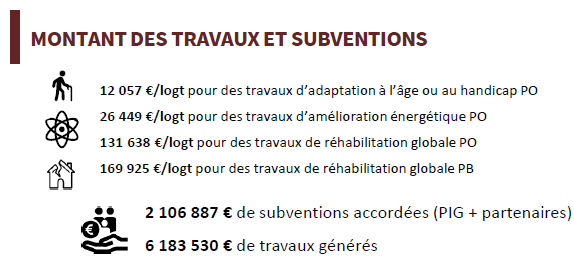 MONTANT DES TRAVAUX ET SUBVENTIONS
12 057 €/logt pour des travaux d’adaptation à l’âge ou au handicap PO
26 449 €/logt pour des travaux d’amélioration énergétique PO
131 638 €/logt pour des travaux de réhabilitation globale PO
169 925 €/logt pour des travaux de réhabilitation globale PB
2 106 887 € de subventions accordées (PIG + partenaires)
€
6 183 530 € de travaux générés